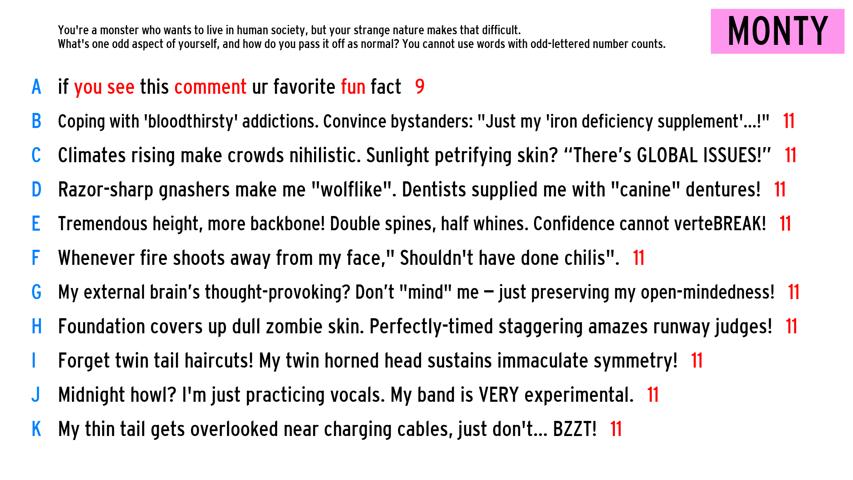 You're a monster who wants to live in human society, but your strange nature makes that difficult.
What's one odd aspect of yourself, and how do you pass it off as normal? You cannot use words with odd-lettered number counts.
MONTY
A if you see this comment ur favorite fun fact 9
B Coping with 'bloodthirsty' addictions. Convince bystanders: "Just my 'iron deficiency supplement'...!" 11
C Climates rising make crowds nihilistic. Sunlight petrifying skin? “There’s GLOBAL ISSUES!” 11
D Razor-sharp gnashers make me "wolflike". Dentists supplied me with "canine" dentures! 11
E Tremendous height, more backbone! Double spines, half whines. Confidence cannot verteBREAK! 11
F Whenever fire shoots away from my face," Shouldn't have done chilis". 11
G My external brain’s thought-provoking? Don’t "mind" me – just preserving my open-mindedness! 11
H Foundation covers up dull zombie skin. Perfectly-timed staggering amazes runway judges! 11
I Forget twin tail haircuts! My twin horned head sustains immaculate symmetry! 11
J Midnight howl? I'm just practicing vocals. My band is VERY experimental. 11
K My thin tail gets overlooked near charging cables, just don't... BZZT! 11